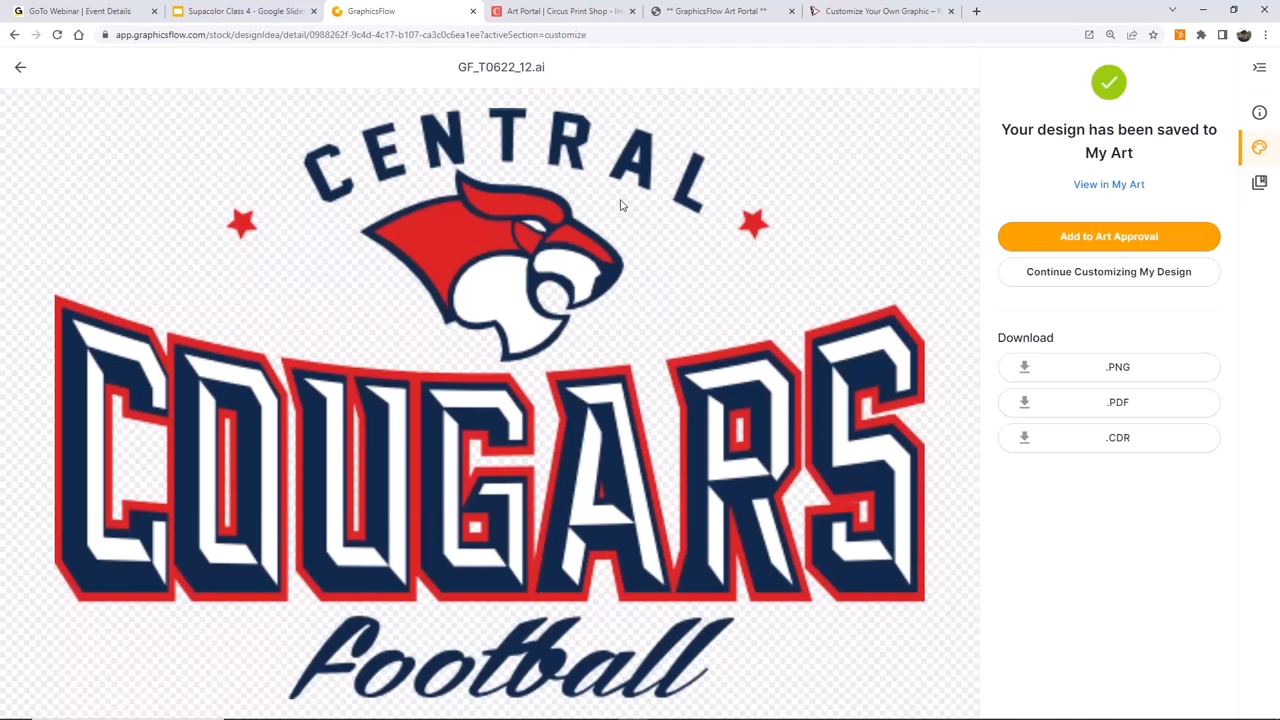 GoTo Webinar | Event Details
Supacolor Class 4 - Google Slide
GraphicsFlow
Art Portal | Circus Print Shop - In
** GraphicsFlow Art Portal **
Customize Your Own Graphic – E
app.graphicsflow.com/stock/designIdea/detail/0988262f-9c4d-4c17-b107-ca3c0c6ea1ee?activeSection=customize
GF_T0622_12.ai
CENTRAL
COUGARS
football
Your design has been saved to
My Art
View in My Art
Add to Art Approval
Continue Customizing My Design
Download
.PNG
.PDF
.CDR